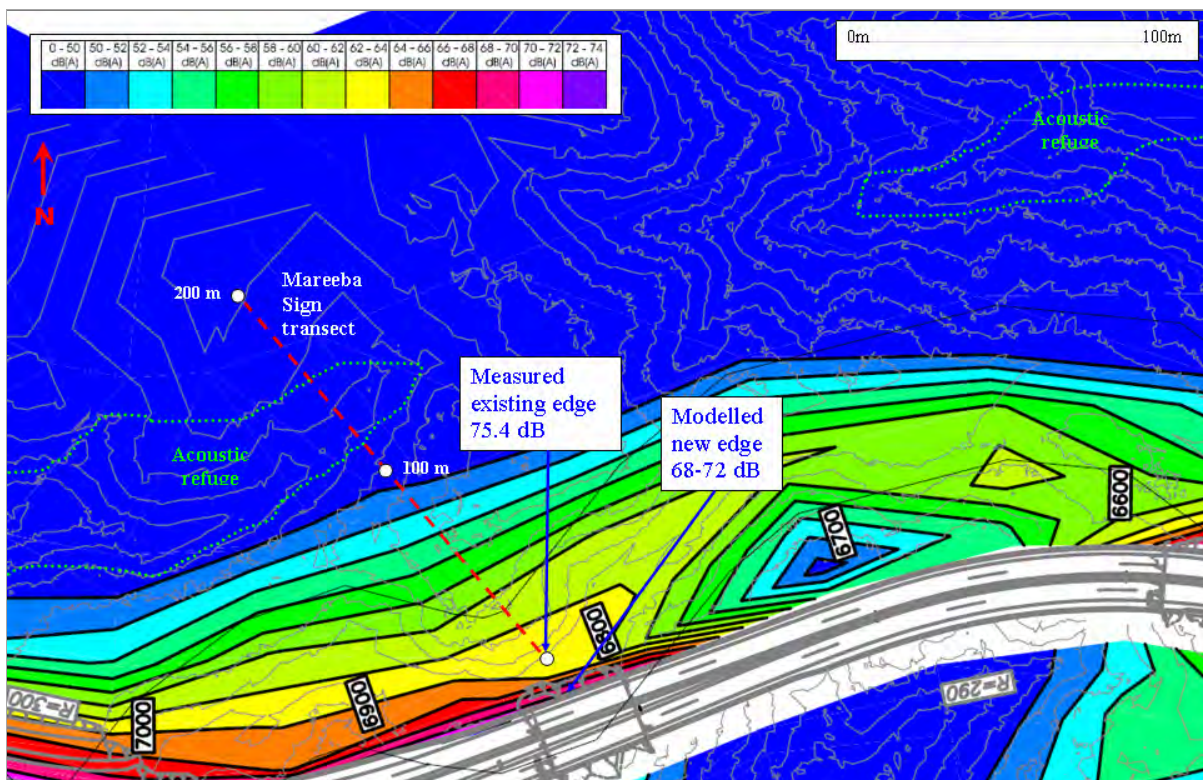 0 - 50 50 - 52 52 - 54 54 - 56 56 - 58 58 - 60 60 - 62 62 - 64 64 - 66 66 - 68 68 - 70 70 - 72 72 - 74
dB(A) dB(A) dB(A) dB(A) dB(A) dB(A) dB(A) dB(A) dB(A) dB(A) dB(A) dB(A) dB(A)
0m 100m
Acoustic
refuge
N
200 m
Mareeba
Sign
transect
Measured
existing edge
75.4 dB
Modelled
new edge
68-72 dB
Acoustic
refuge
100 m
6600
6700
6800
6900
7000
R=300
R=290